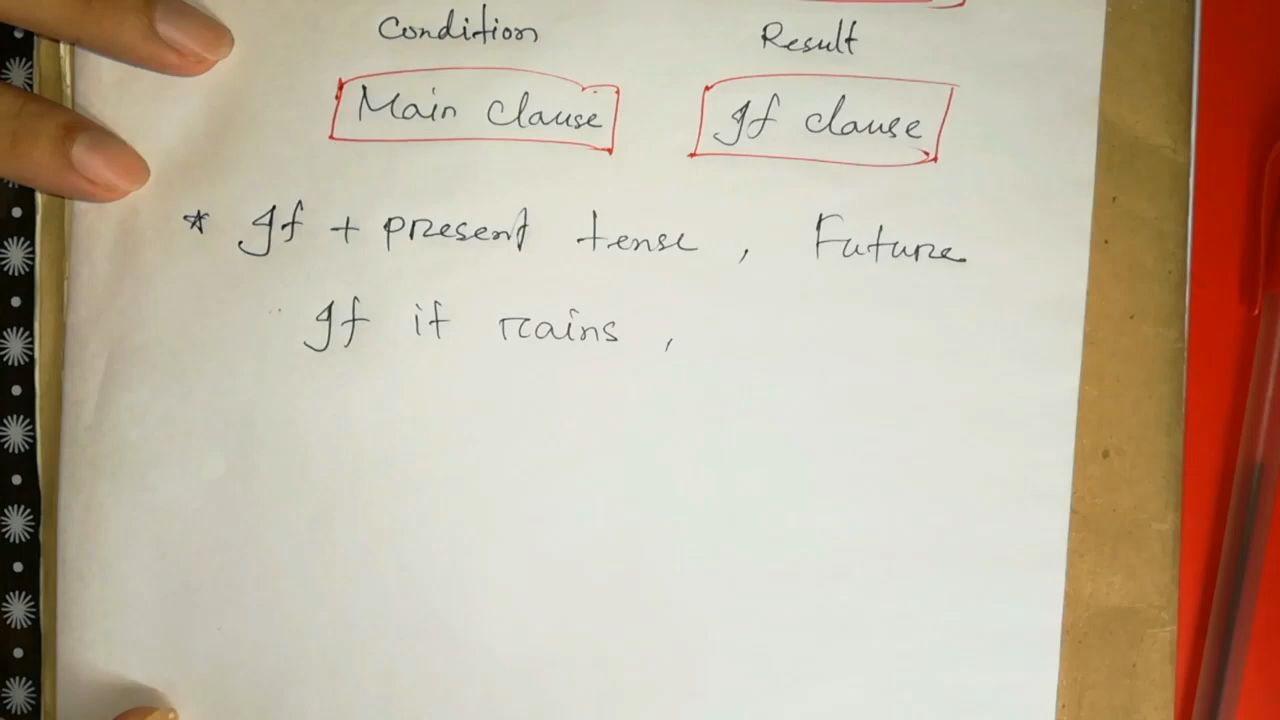 Condition Result
Main Clause If clause
* If + present tense, Future
If it rains,